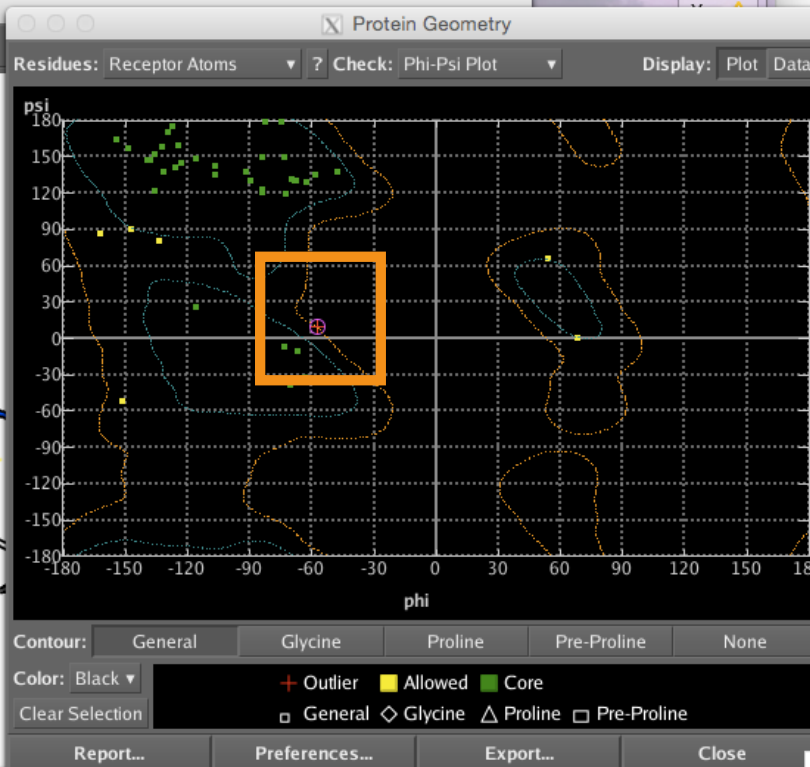 Protein Geometry
Residues: Receptor Atoms ? Check: Phi-Psi Plot Display: Plot Data
psi
180
150
120
90
60
30
0
-30
-60
-90
-120
-150
-180
-180 -150 -120 -90 -60 -30 0 30 60 90 120 150
phi
Contour: General Glycine Proline Pre-Proline None
Color: Black
Outlier Allowed Core
Clear Selection
General Glycine Proline Pre-Proline
Report... Preferences... Export... Close